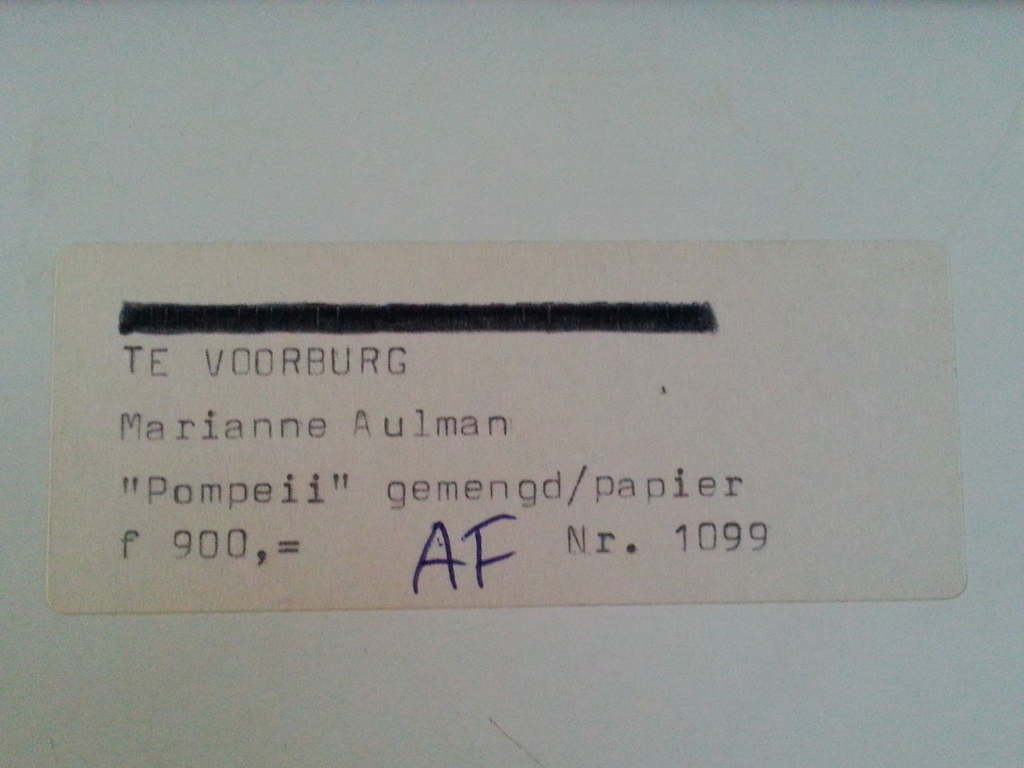 TE VOORBURG
Marianne Aulman
"Pompeii" gemengd/papier
f 900,= AF Nr. 1099